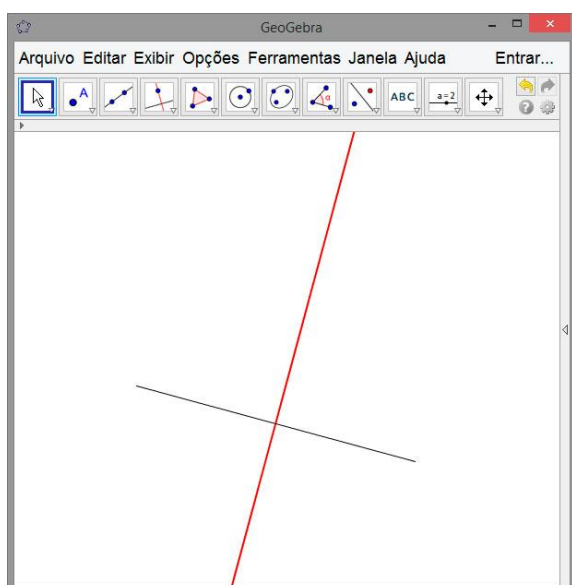 GeoGebra
Arquivo Editar Exibir Opções Ferramentas Janela Ajuda Entrar...
A α ABC a=2